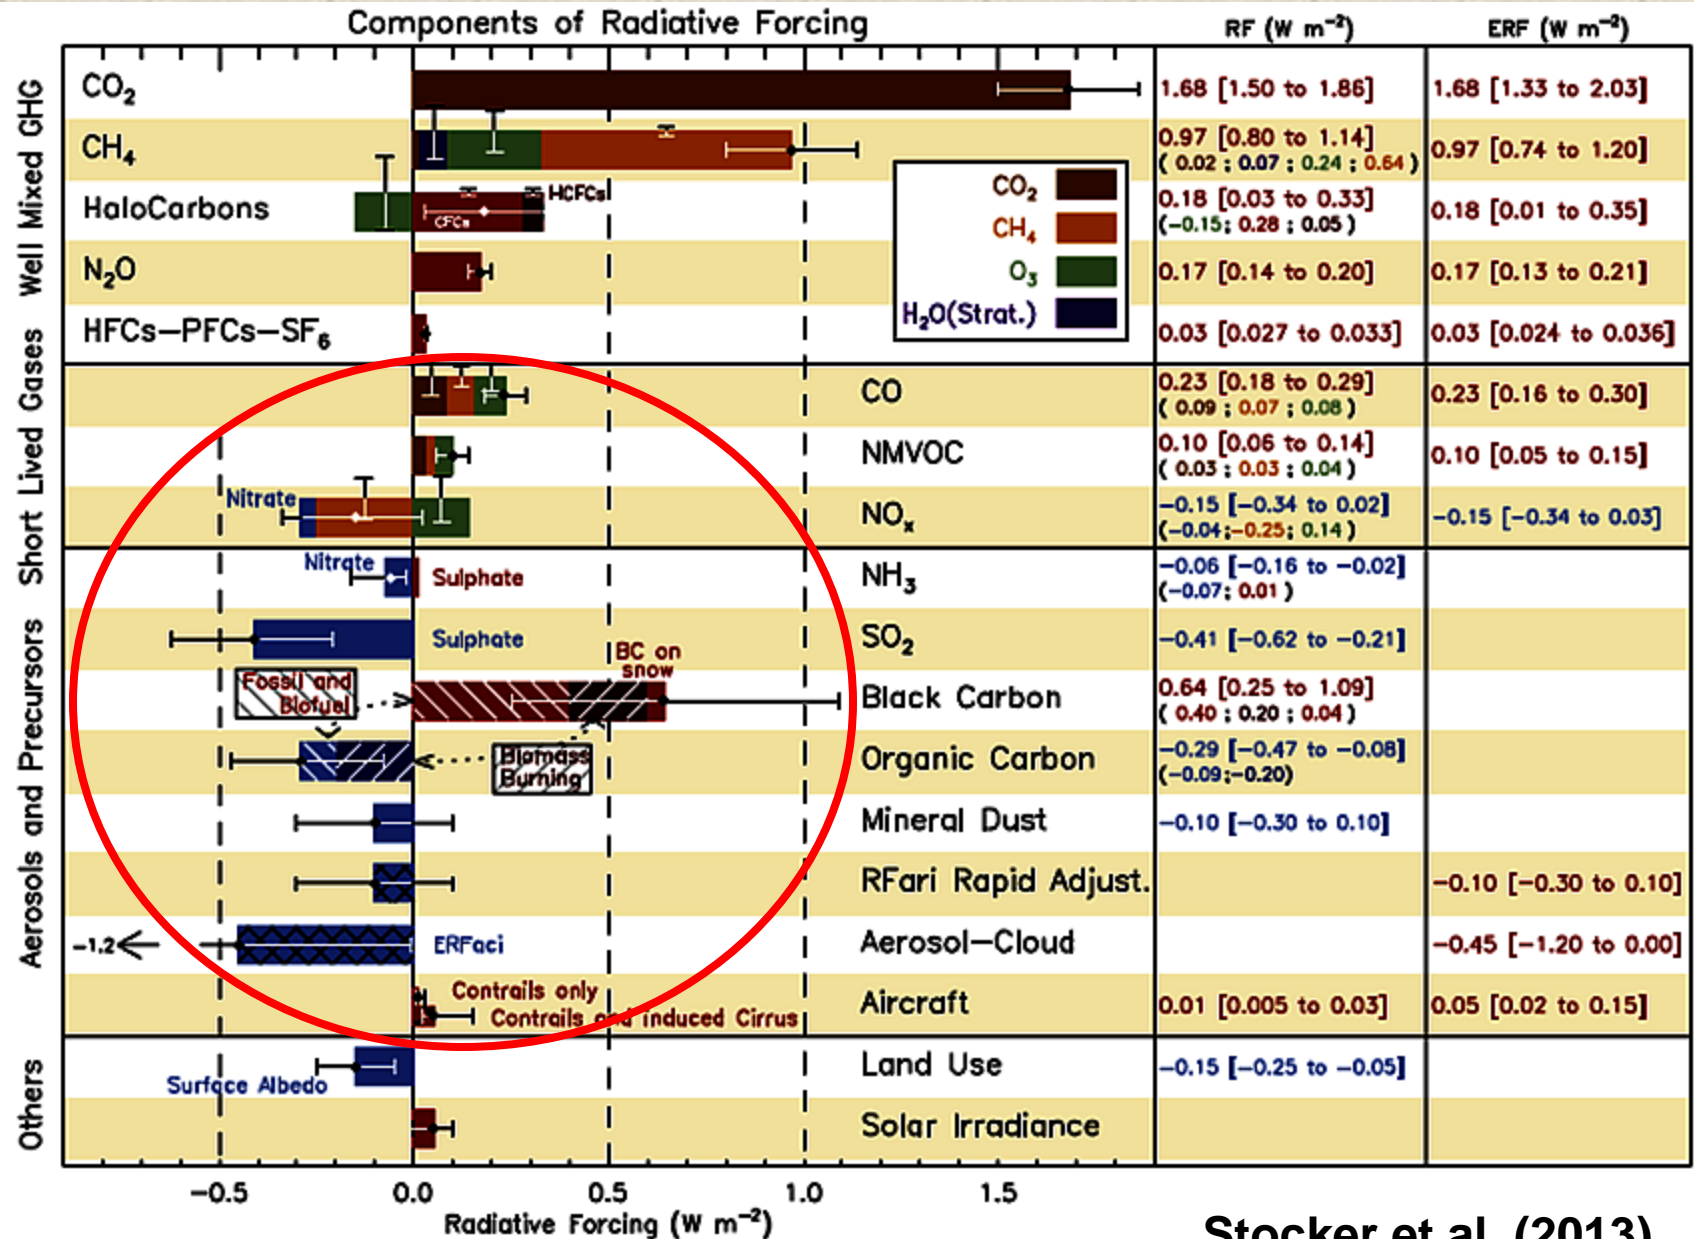 Components of Radiative Forcing
RF (W m⁻²)
ERF (W m⁻²)
Well Mixed GHG
CO₂
1.68 [1.50 to 1.86]
1.68 [1.33 to 2.03]
CH₄
0.97 [0.80 to 1.14]
( 0.02 ; 0.07 ; 0.24 ; 0.64 )
0.97 [0.74 to 1.20]
HaloCarbons
CFCs
HCFCs
0.18 [0.03 to 0.33]
(−0.15; 0.28 ; 0.05 )
0.18 [0.01 to 0.35]
N₂O
0.17 [0.14 to 0.20]
0.17 [0.13 to 0.21]
HFCs−PFCs−SF₆
0.03 [0.027 to 0.033]
0.03 [0.024 to 0.036]
CO₂
CH₄
O₃
H₂O(Strat.)
Short Lived Gases
CO
0.23 [0.18 to 0.29]
( 0.09 ; 0.07 ; 0.08 )
0.23 [0.16 to 0.30]
NMVOC
0.10 [0.06 to 0.14]
( 0.03 ; 0.03 ; 0.04 )
0.10 [0.05 to 0.15]
Nitrate
NOₓ
−0.15 [−0.34 to 0.02]
(−0.04;−0.25; 0.14 )
−0.15 [−0.34 to 0.03]
Aerosols and Precursors
Nitrate
Sulphate
NH₃
−0.06 [−0.16 to −0.02]
(−0.07; 0.01 )
Sulphate
SO₂
−0.41 [−0.62 to −0.21]
Fossil and
Biofuel
BC on
snow
Black Carbon
0.64 [0.25 to 1.09]
( 0.40 ; 0.20 ; 0.04 )
Biomass
Burning
Organic Carbon
−0.29 [−0.47 to −0.08]
(−0.09;−0.20)
Mineral Dust
−0.10 [−0.30 to 0.10]
RFari Rapid Adjust.
−0.10 [−0.30 to 0.10]
−1.2
ERFaci
Aerosol−Cloud
−0.45 [−1.20 to 0.00]
Contrails only
Contrails and induced Cirrus
Aircraft
0.01 [0.005 to 0.03]
0.05 [0.02 to 0.15]
Others
Surface Albedo
Land Use
−0.15 [−0.25 to −0.05]
Solar Irradiance
−0.5 0.0 0.5 1.0 1.5
Radiative Forcing (W m⁻²)
Stocker et al. (2013)